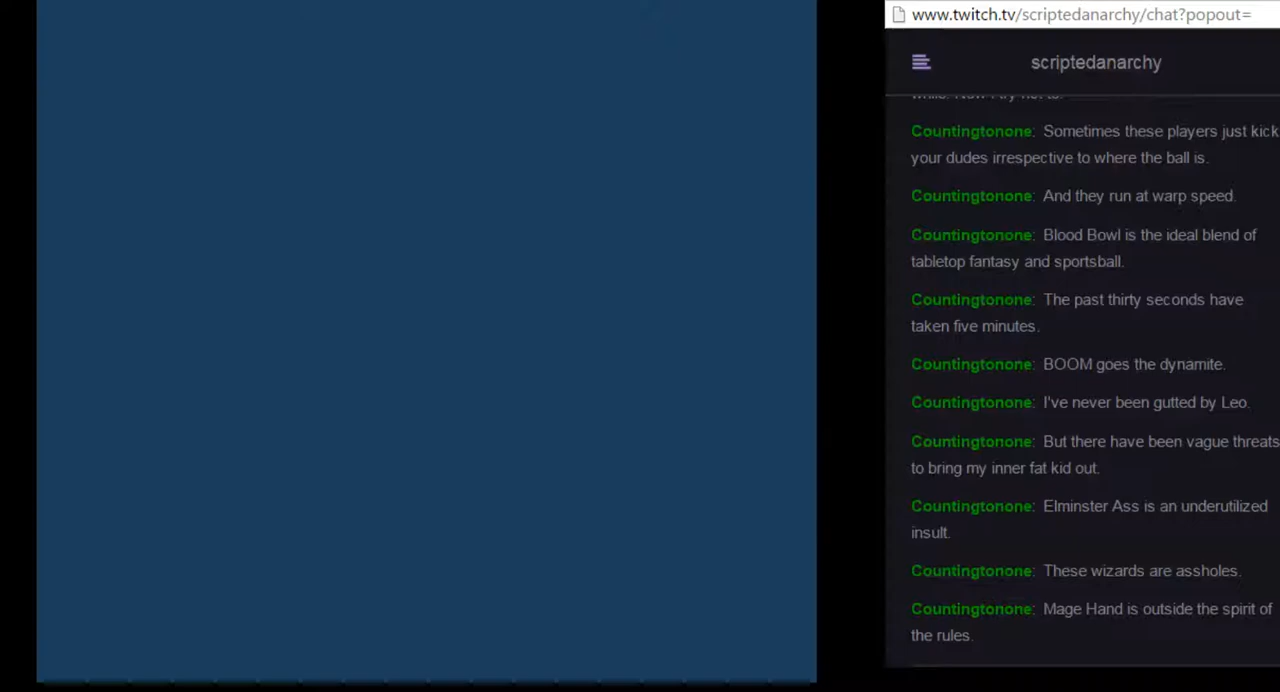 www.twitch.tv/scriptedanarchy/chat?popout=
scriptedanarchy
while. Now I try not to.
Countingtonone: Sometimes these players just kick
your dudes irrespective to where the ball is.
Countingtonone: And they run at warp speed.
Countingtonone: Blood Bowl is the ideal blend of
tabletop fantasy and sportsball.
Countingtonone: The past thirty seconds have
taken five minutes.
Countingtonone: BOOM goes the dynamite.
Countingtonone: I've never been gutted by Leo.
Countingtonone: But there have been vague threats
to bring my inner fat kid out.
Countingtonone: Elminster Ass is an underutilized
insult.
Countingtonone: These wizards are assholes.
Countingtonone: Mage Hand is outside the spirit of
the rules.